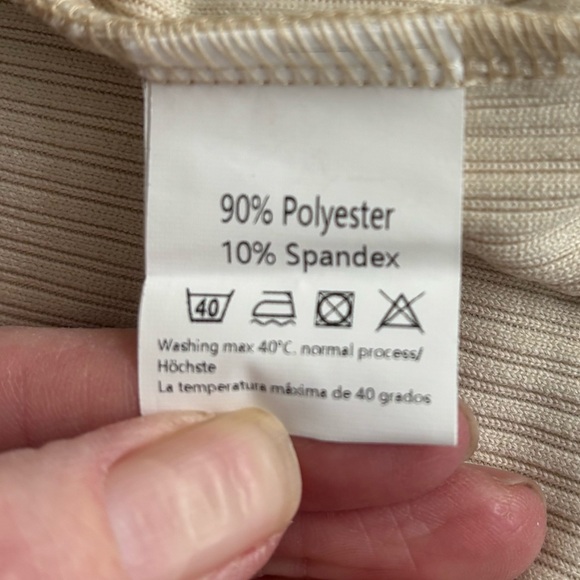 90% Polyester
10% Spandex
40
Washing max 40°C. normal process/
Höchste
La temperatura máxima de 40 grados